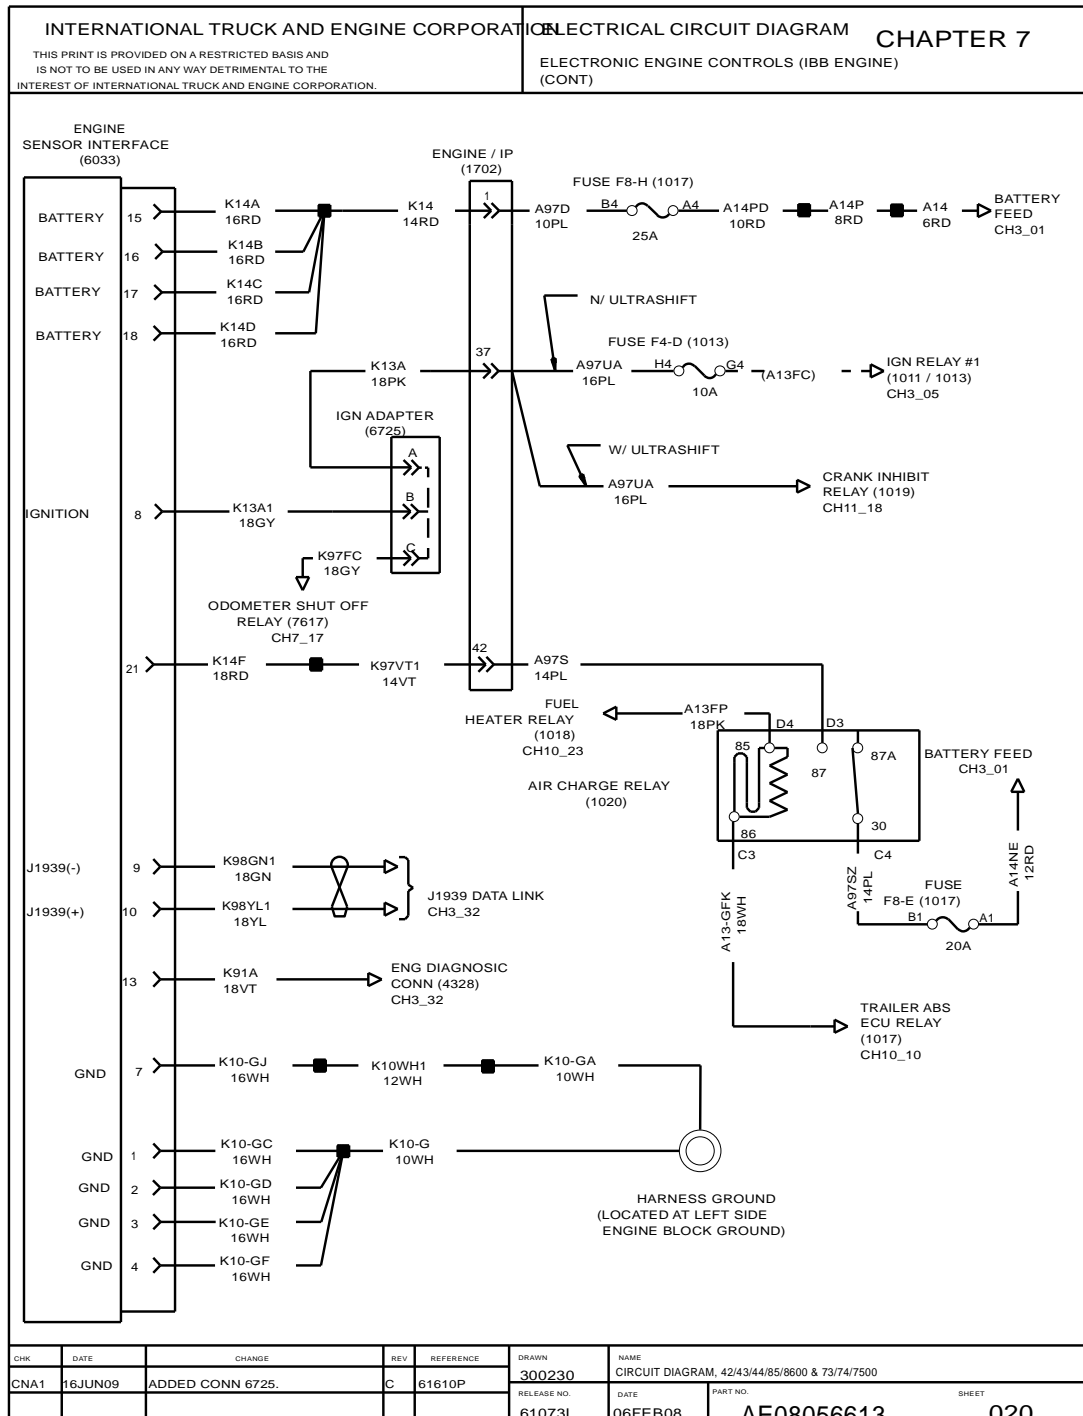 INTERNATIONAL TRUCK AND ENGINE CORPORATION
THIS PRINT IS PROVIDED ON A RESTRICTED BASIS AND
IS NOT TO BE USED IN ANY WAY DETRIMENTAL TO THE
INTEREST OF INTERNATIONAL TRUCK AND ENGINE CORPORATION.
ELECTRICAL CIRCUIT DIAGRAM
CHAPTER 7
ELECTRONIC ENGINE CONTROLS (IBB ENGINE)
(CONT)
ENGINE
SENSOR INTERFACE
(6033)
ENGINE / IP
(1702)
BATTERY 15
K14A
16RD
K14
14RD
1
A97D
10PL
FUSE F8-H (1017)
B4
A4
25A
A14PD
10RD
A14P
8RD
A14
6RD
BATTERY
FEED
CH3_01
BATTERY 16
K14B
16RD
BATTERY 17
K14C
16RD
BATTERY 18
K14D
16RD
N/ ULTRASHIFT
K13A
18PK
37
A97UA
16PL
FUSE F4-D (1013)
H4
G4
10A
(A13FC)
IGN RELAY #1
(1011 / 1013)
CH3_05
IGN ADAPTER
(6725)
A
B
C
W/ ULTRASHIFT
A97UA
16PL
CRANK INHIBIT
RELAY (1019)
CH11_18
IGNITION 8
K13A1
18GY
K97FC
18GY
ODOMETER SHUT OFF
RELAY (7617)
CH7_17
21
K14F
18RD
K97VT1
14VT
42
A97S
14PL
FUEL
HEATER RELAY
(1018)
CH10_23
A13FP
18PK
D4
D3
85
87
87A
86
30
C3
C4
AIR CHARGE RELAY
(1020)
BATTERY FEED
CH3_01
A14NE
12RD
A97SZ
14PL
FUSE
F8-E (1017)
B1
A1
20A
A13-GFK
18WH
TRAILER ABS
ECU RELAY
(1017)
CH10_10
J1939(-) 9
K98GN1
18GN
J1939(+) 10
K98YL1
18YL
J1939 DATA LINK
CH3_32
13
K91A
18VT
ENG DIAGNOSIC
CONN (4328)
CH3_32
GND 7
K10-GJ
16WH
K10WH1
12WH
K10-GA
10WH
GND 1
K10-GC
16WH
K10-G
10WH
GND 2
K10-GD
16WH
GND 3
K10-GE
16WH
GND 4
K10-GF
16WH
HARNESS GROUND
(LOCATED AT LEFT SIDE
ENGINE BLOCK GROUND)
CHK DATE CHANGE REV REFERENCE
CNA1 16JUN09 ADDED CONN 6725. C 61610P
DRAWN
300230
NAME
CIRCUIT DIAGRAM, 42/43/44/85/8600 & 73/74/7500
RELEASE NO.
DATE
PART NO.
SHEET
61073L
06FEB08
AE08056613
020